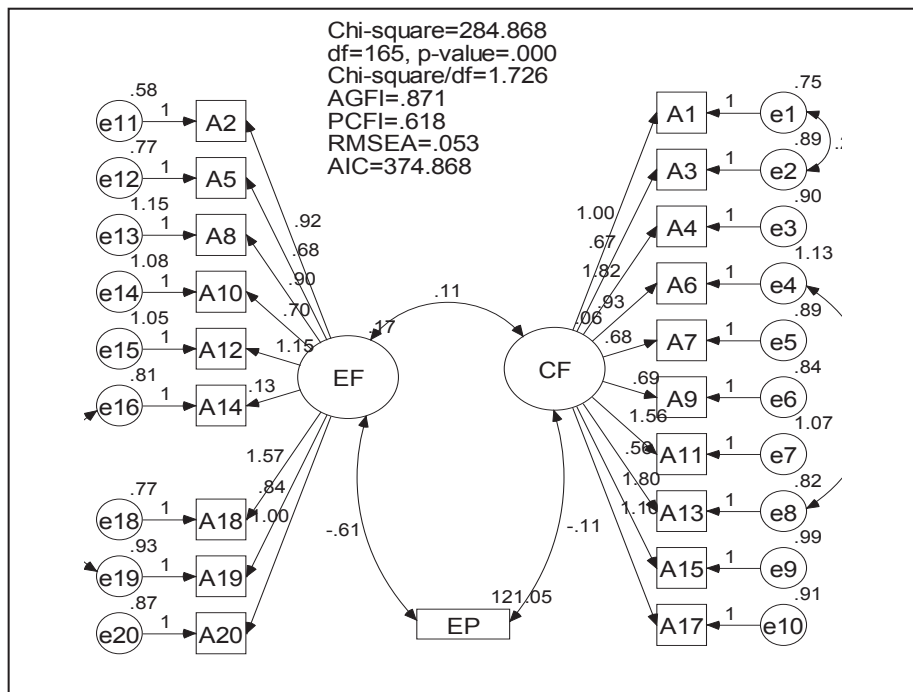 Chi-square=284.868
df=165, p-value=.000
Chi-square/df=1.726
AGFI=.871
PCFI=.618
RMSEA=.053
AIC=374.868
.58
e11
1
A2
.77
e12
1
A5
1.15
e13
1
A8
1.08
e14
1
A10
1.05
e15
1
A12
.81
e16
1
A14
.77
e18
1
A18
.93
e19
1
A19
.87
e20
1
A20
.92
.68
.90
.70
1.15
.13
1.57
.84
1.00
.17
EF
.11
.06
CF
-.61
-.11
121.05
EP
1.00
.67
1.82
.93
.68
.69
1.56
1.80
A1
1
.75
e1
A3
1
.89
e2
A4
1
.90
e3
A6
1
1.13
e4
A7
1
.89
e5
A9
1
.84
e6
A11
1
1.07
e7
A13
1
.82
e8
A15
1
.99
e9
A17
1
.91
e10